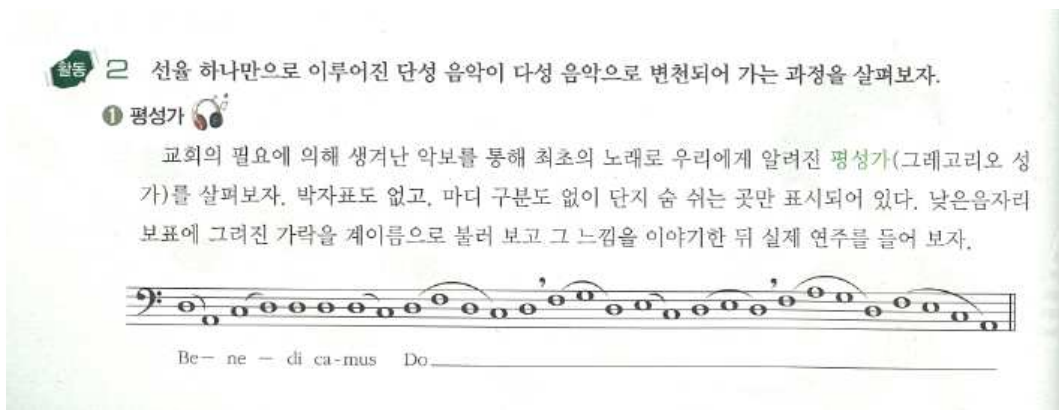 활동 2 선율 하나만으로 이루어진 단성 음악이 다성 음악으로 변천되어 가는 과정을 살펴보자.
❶ 평성가
교회의 필요에 의해 생겨난 악보를 통해 최초의 노래로 우리에게 알려진 평성가(그레고리오 성
가)를 살펴보자. 박자표도 없고, 마디 구분도 없이 단지 숨 쉬는 곳만 표시되어 있다. 낮은음자리
보표에 그려진 가락을 계이름으로 불러 보고 그 느낌을 이야기한 뒤 실제 연주를 들어 보자.
Be- ne - di ca-mus Do